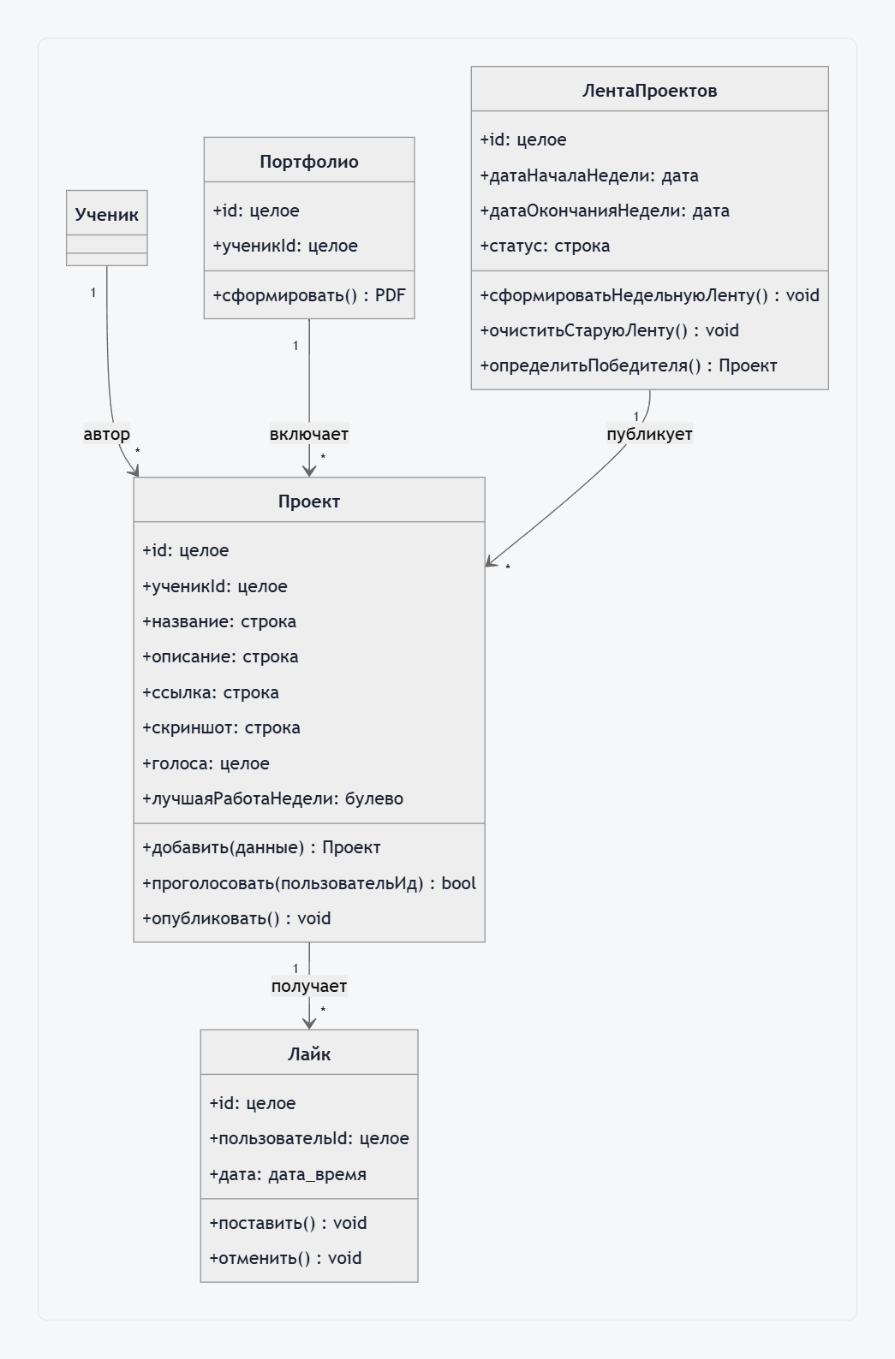 ЛентаПроектов
+id: целое
+датаНачалаНедели: дата
+датаОкончанияНедели: дата
+статус: строка
+сформироватьНедельнуюЛенту() : void
+очиститьСтаруюЛенту() : void
+определитьПобедителя() : Проект
Портфолио
+id: целое
+ученикId: целое
+сформировать() : PDF
Ученик
1
автор
*
1
включает
*
1
публикует
*
Проект
+id: целое
+ученикId: целое
+название: строка
+описание: строка
+ссылка: строка
+скриншот: строка
+голоса: целое
+лучшаяРаботаНедели: булево
+добавить(данные) : Проект
+проголосовать(пользовательИд) : bool
+опубликовать() : void
1
получает
*
Лайк
+id: целое
+пользовательId: целое
+дата: дата_время
+поставить() : void
+отменить() : void